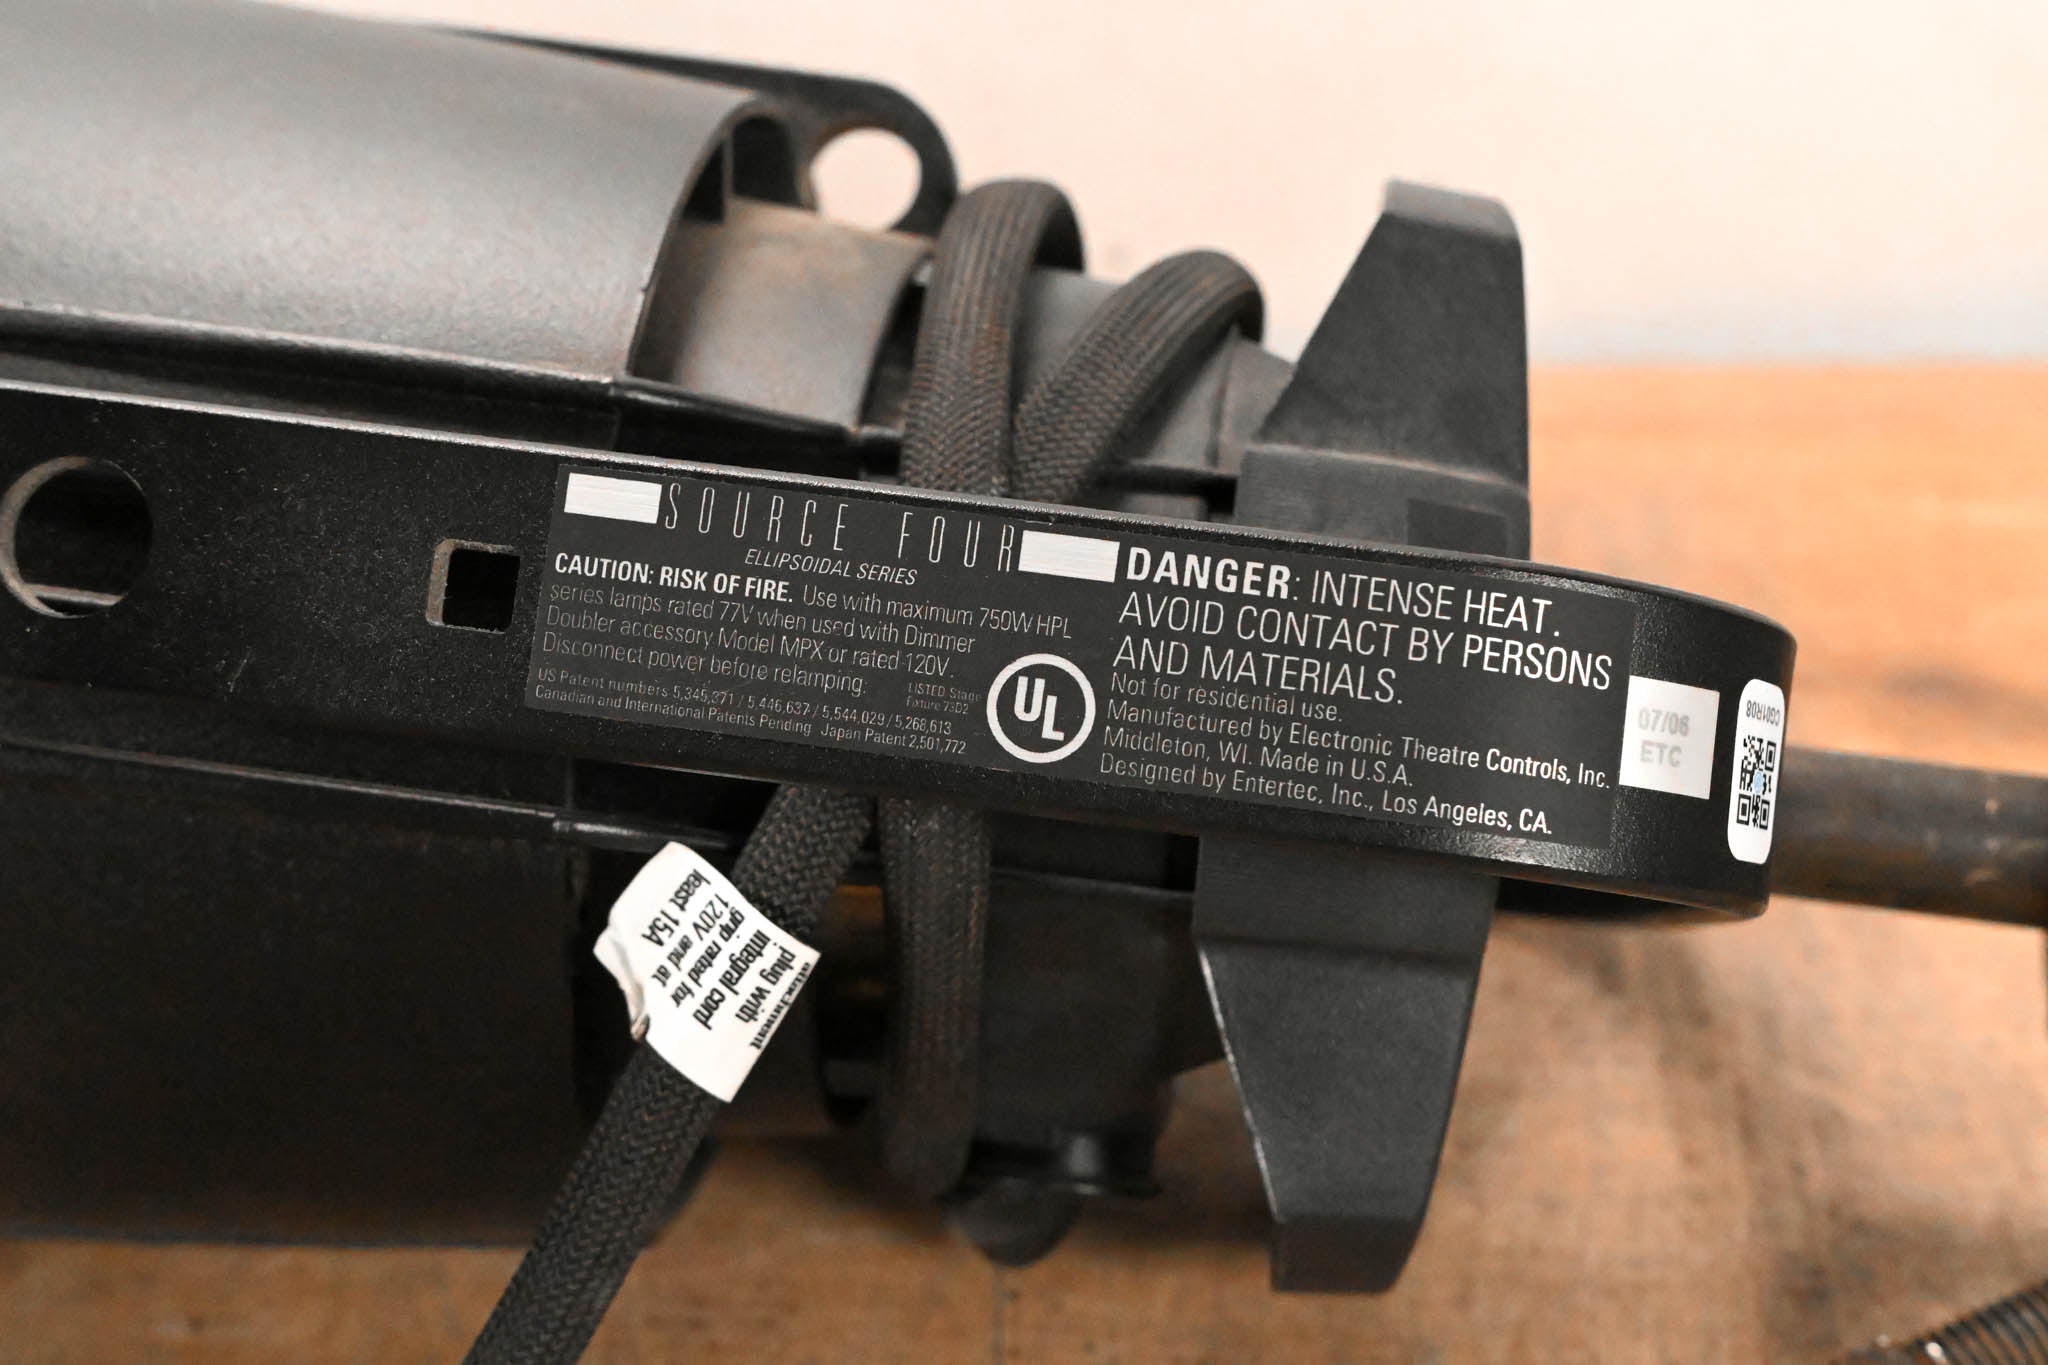 SOURCE FOUR
ELLIPSOIDAL SERIES
CAUTION: RISK OF FIRE. Use with maximum 750W HPL
series lamps rated 77V when used with Dimmer
Doubler accessory Model MPX or rated 120V.
Disconnect power before relamping.
US Patent numbers 5,345,371 / 5,446,637 / 5,544,029 / 5,268,613
Canadian and International Patents Pending Japan Patent 2,501,772
LISTED Stage
Fixture 73D2
UL
DANGER: INTENSE HEAT.
AVOID CONTACT BY PERSONS
AND MATERIALS.
Not for residential use.
Manufactured by Electronic Theatre Controls, Inc.
Middleton, WI. Made in U.S.A.
Designed by Entertec, Inc., Los Angeles, CA.
07/06
ETC
CG01R08
attachment
plug with
integral cord
grip rated for
120V and at
least 15A